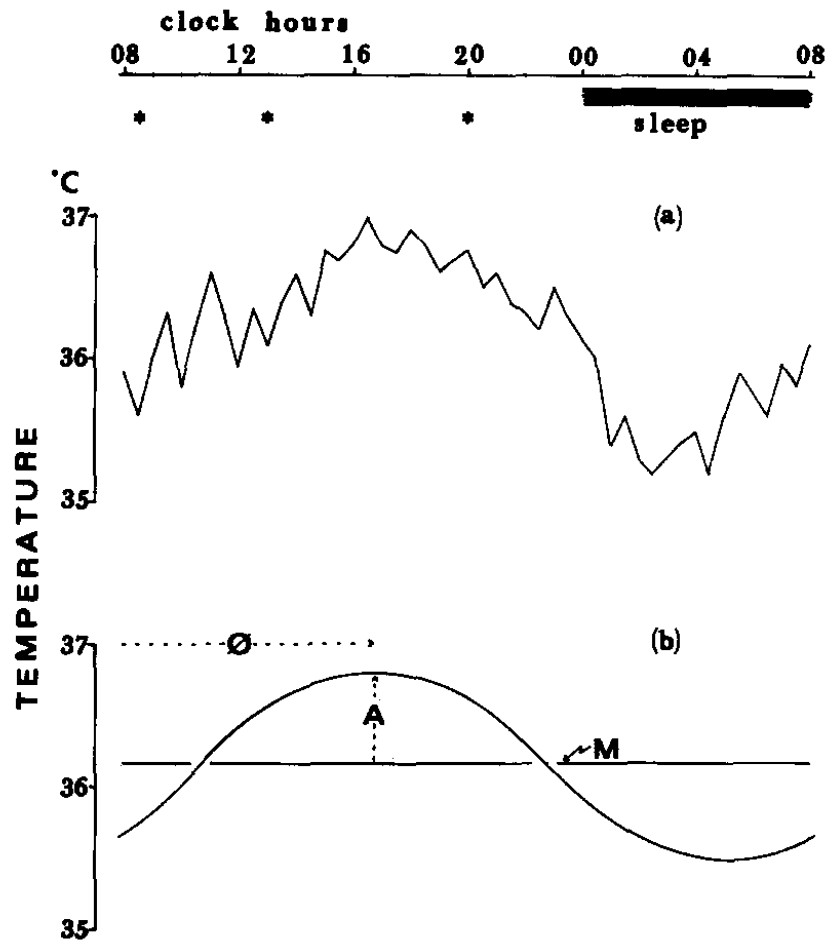 clock hours
08 12 16 20 00 04 08
* * *
sleep
°C
37
(a)
36
35
TEMPERATURE
37
Ø
(b)
A
M
36
35